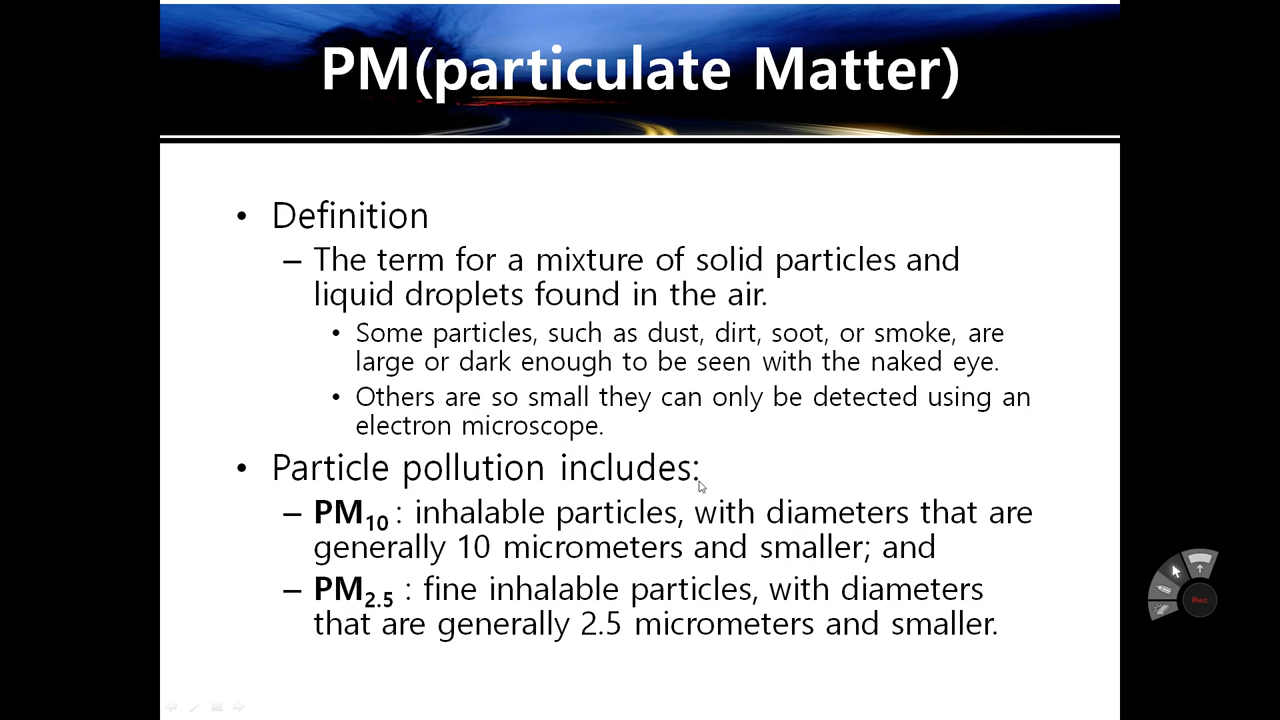 PM(particulate Matter)
• Definition
– The term for a mixture of solid particles and
liquid droplets found in the air.
• Some particles, such as dust, dirt, soot, or smoke, are
large or dark enough to be seen with the naked eye.
• Others are so small they can only be detected using an
electron microscope.
• Particle pollution includes:
– PM10 : inhalable particles, with diameters that are
generally 10 micrometers and smaller; and
– PM2.5 : fine inhalable particles, with diameters
that are generally 2.5 micrometers and smaller.
Rec